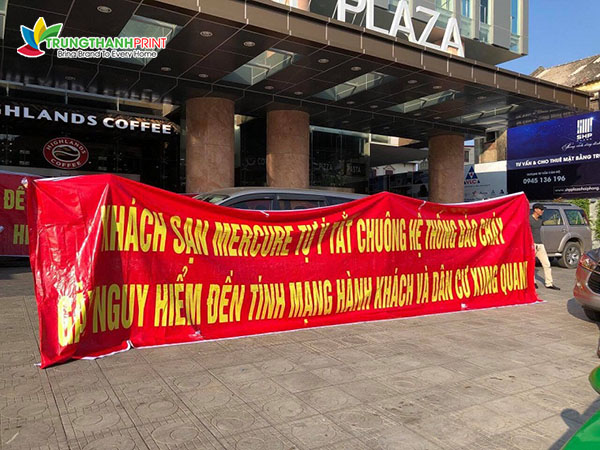 TRUNGTHANHPRINT
Bring Brand To Every Home
PLAZA
HIGHLANDS COFFEE
HIGHLANDS
COFFEE
SHP
TƯ VẤN & CHO THUÊ MẶT BẰNG
0945 136 196
KHÁCH SẠN MERCURE TỰ Ý TẮT CHUÔNG HỆ THỐNG BÁO CHÁY
GÂY NGUY HIỂM ĐẾN TÍNH MẠNG HÀNH KHÁCH VÀ DÂN CƯ XUNG QUANH